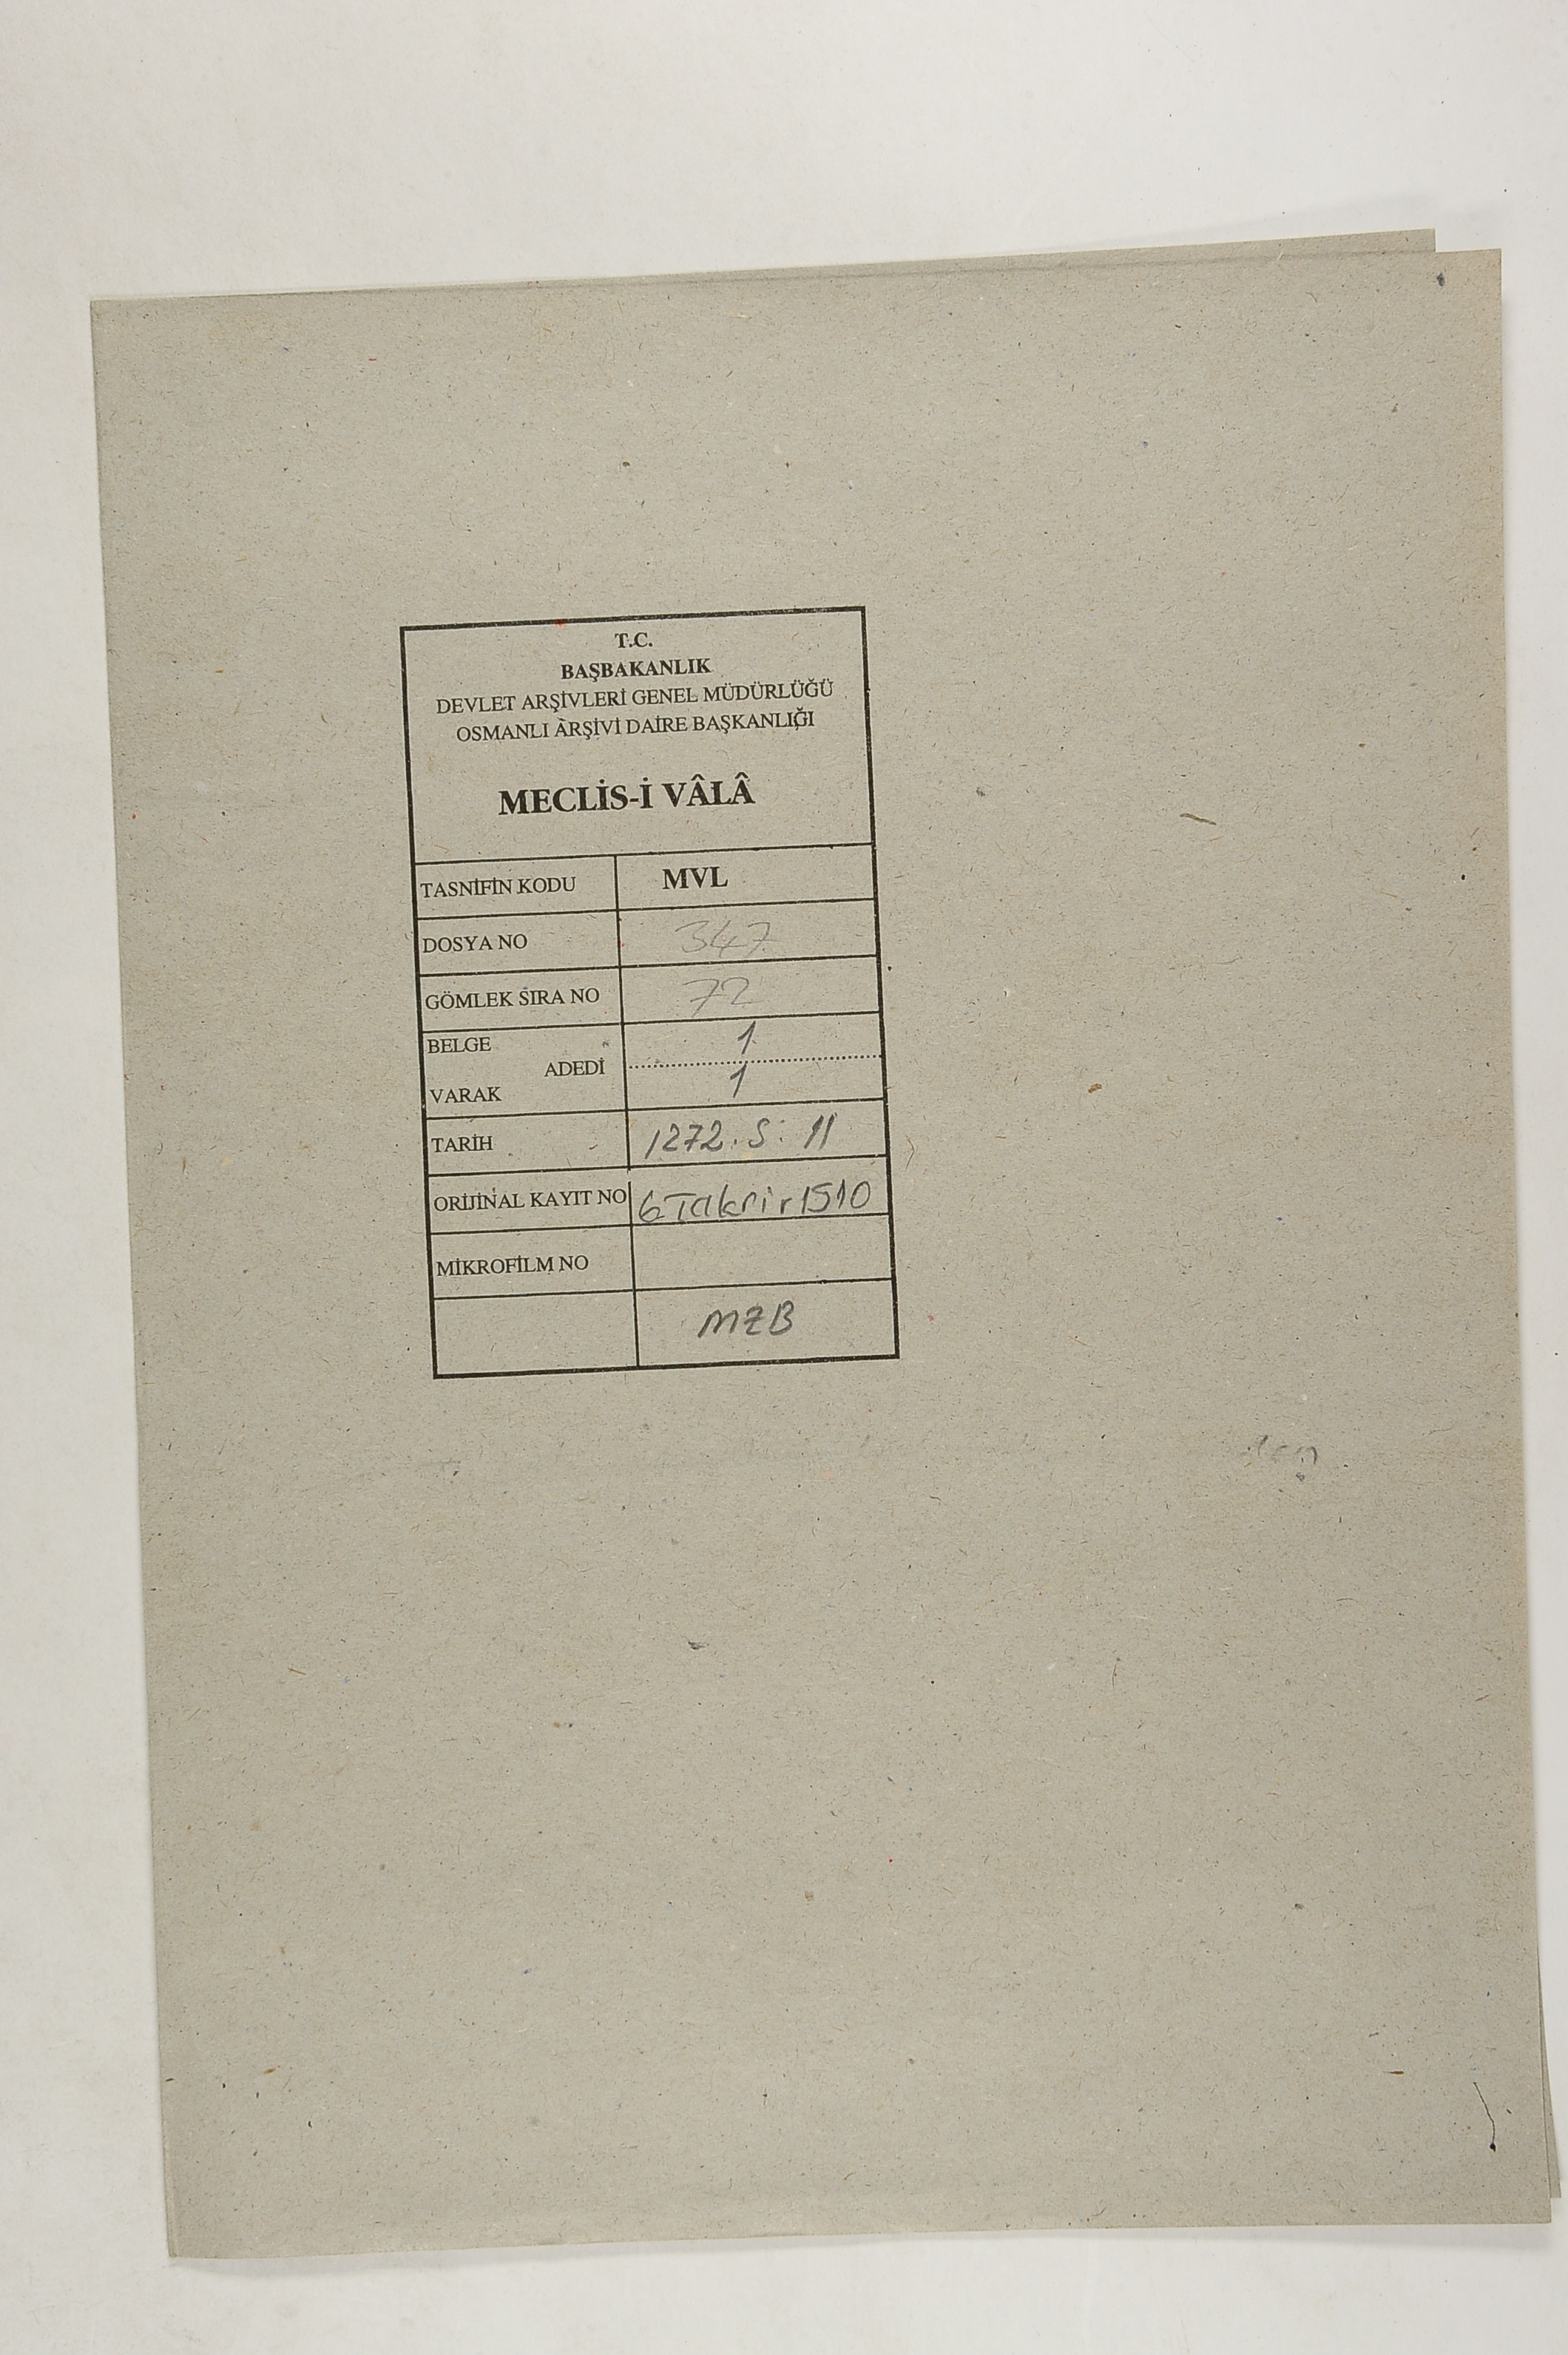 T.C.
BAŞBAKANLIK
DEVLET ARŞİVLERİ GENEL MÜDÜRLÜĞÜ
OSMANLI ARŞİVİ DAİRE BAŞKANLIĞI
MECLİS-İ VÂLÂ
TASNİFİN KODU MVL
DOSYA NO 347
GÖMLEK SIRA NO 72
BELGE 1
ADEDİ
VARAK 1
TARİH 1272.S.11
ORİJİNAL KAYIT NO 6 Takrir 1510
MİKROFİLM NO
MZB